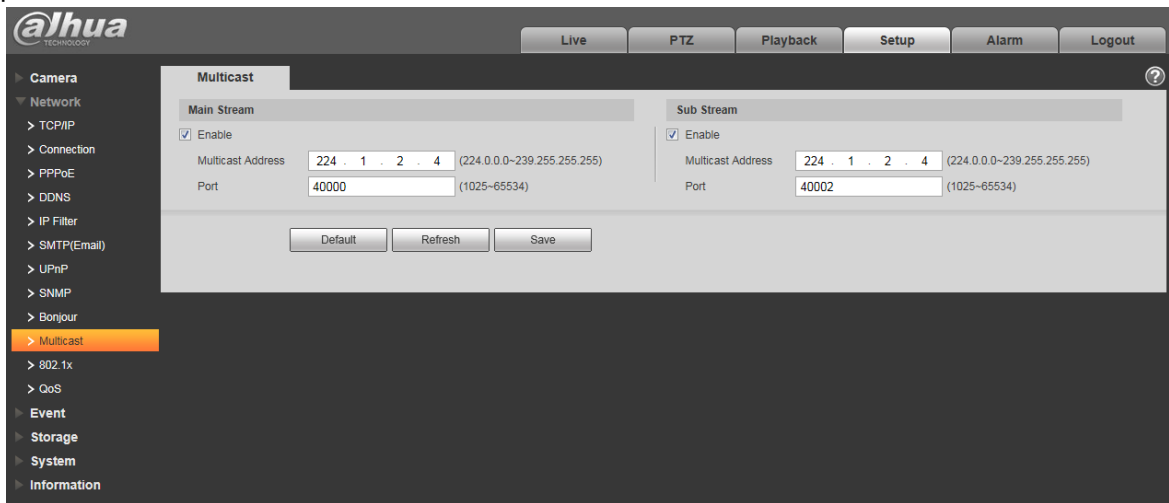 alhua
TECHNOLOGY
Live PTZ Playback Setup Alarm Logout
Camera
Network
> TCP/IP
> Connection
> PPPoE
> DDNS
> IP Filter
> SMTP(Email)
> UPnP
> SNMP
> Bonjour
> Multicast
> 802.1x
> QoS
Event
Storage
System
Information
Multicast
?
Main Stream
Enable
Multicast Address 224 . 1 . 2 . 4 (224.0.0.0~239.255.255.255)
Port 40000 (1025~65534)
Sub Stream
Enable
Multicast Address 224 . 1 . 2 . 4 (224.0.0.0~239.255.255.255)
Port 40002 (1025~65534)
Default Refresh Save